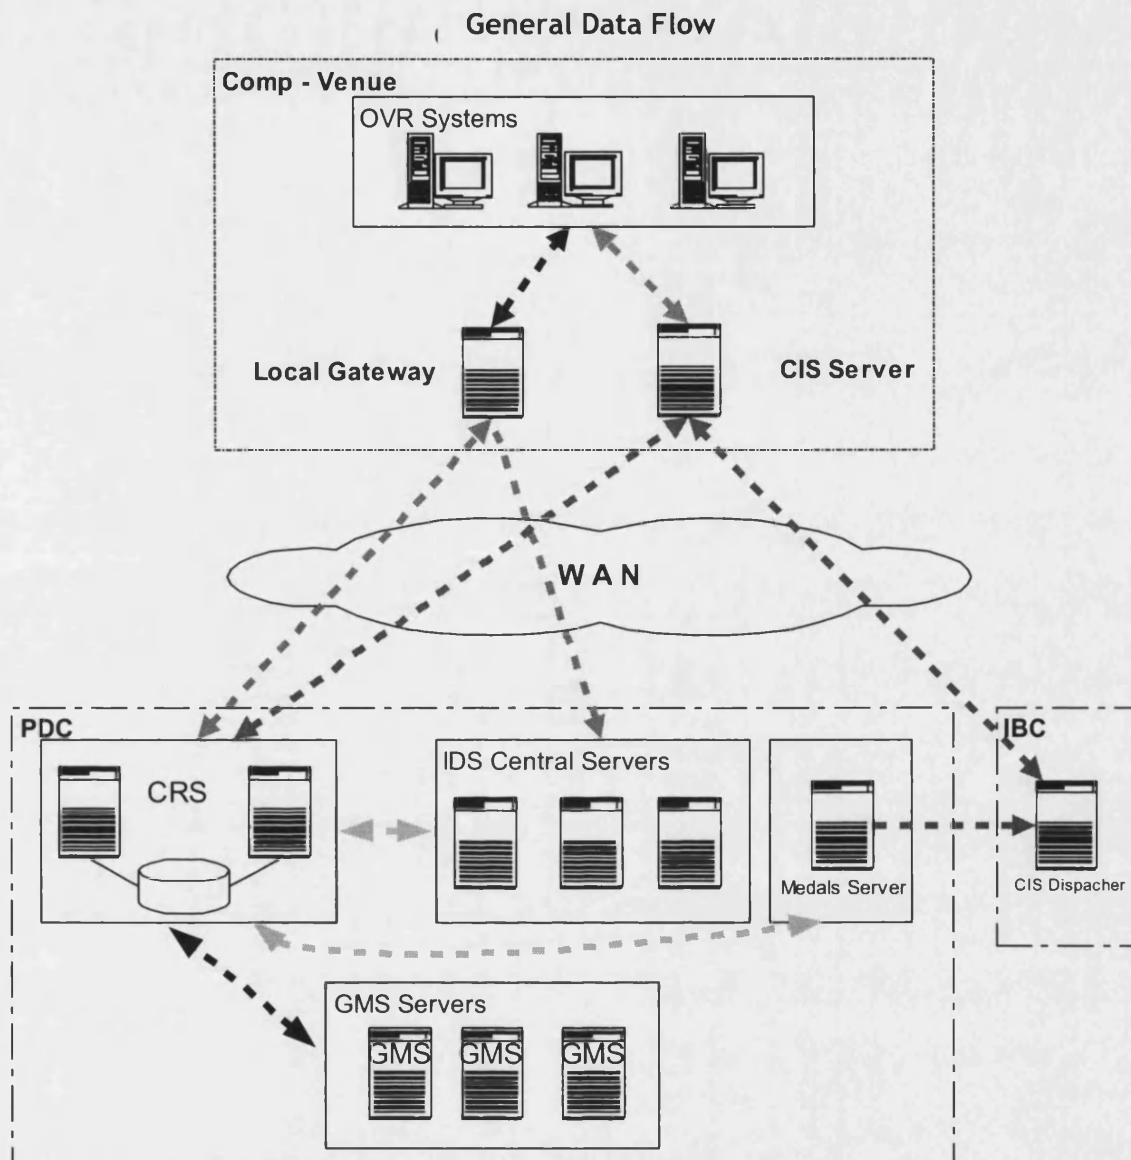 General Data Flow
Comp - Venue
OVR Systems
Local Gateway
CIS Server
W A N
PDC
IBC
CRS
IDS Central Servers
Medals Server
CIS Dispacher
GMS Servers
GMS
GMS
GMS